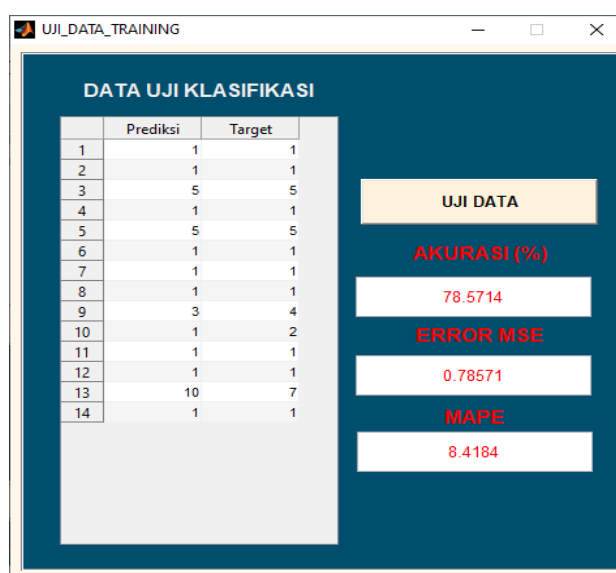 UJI_DATA_TRAINING
DATA UJI KLASIFIKASI
Prediksi Target
1 1 1
2 1 1
3 5 5
4 1 1
5 5 5
6 1 1
7 1 1
8 1 1
9 3 4
10 1 2
11 1 1
12 1 1
13 10 7
14 1 1
UJI DATA
AKURASI (%)
78.5714
ERROR MSE
0.78571
MAPE
8.4184